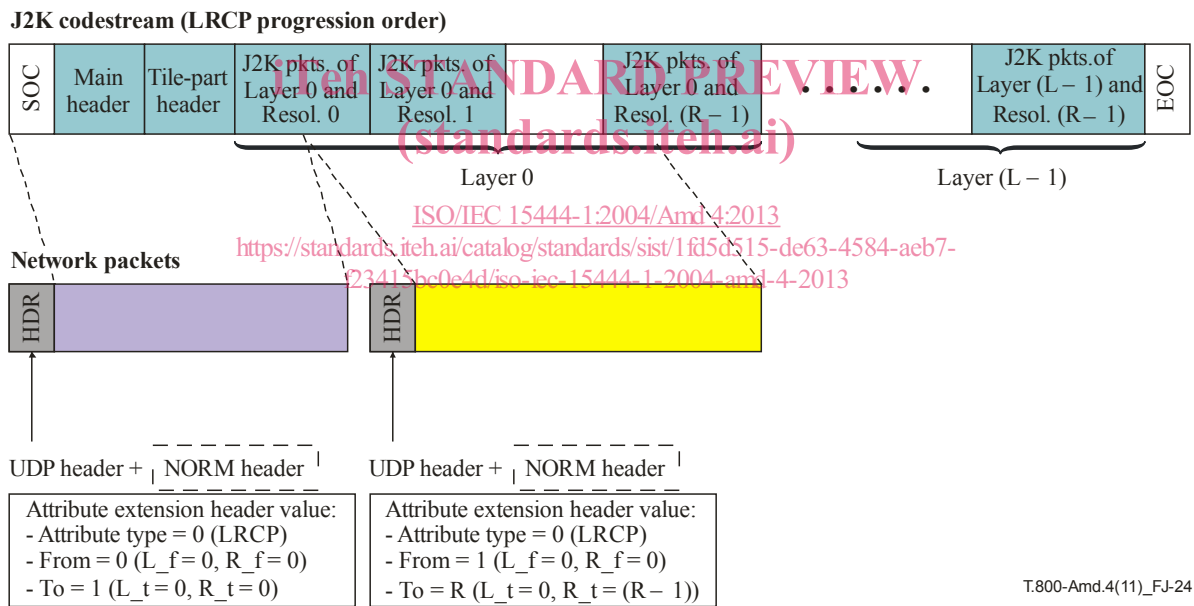 J2K codestream (LRCP progression order)
SOC
Main
header
Tile-part
header
J2K pkts. of
Layer 0 and
Resol. 0
J2K pkts. of
Layer 0 and
Resol. 1
J2K pkts. of
Layer 0 and
Resol. (R – 1)
. . . . . .
J2K pkts.of
Layer (L – 1) and
Resol. (R – 1)
EOC
iTeh STANDARD PREVIEW
(standards.iteh.ai)
Layer 0
Layer (L – 1)
ISO/IEC 15444-1:2004/Amd 4:2013
https://standards.iteh.ai/catalog/standards/sist/1fd5d515-de63-4584-aeb7-
f23415bc0e4d/iso-iec-15444-1-2004-amd-4-2013
Network packets
HDR
HDR
UDP header + NORM header
UDP header + NORM header
Attribute extension header value:
- Attribute type = 0 (LRCP)
- From = 0 (L_f = 0, R_f = 0)
- To = 1 (L_t = 0, R_t = 0)
Attribute extension header value:
- Attribute type = 0 (LRCP)
- From = 1 (L_f = 0, R_f = 0)
- To = R (L_t = 0, R_t = (R – 1))
T.800-Amd.4(11)_FJ-24